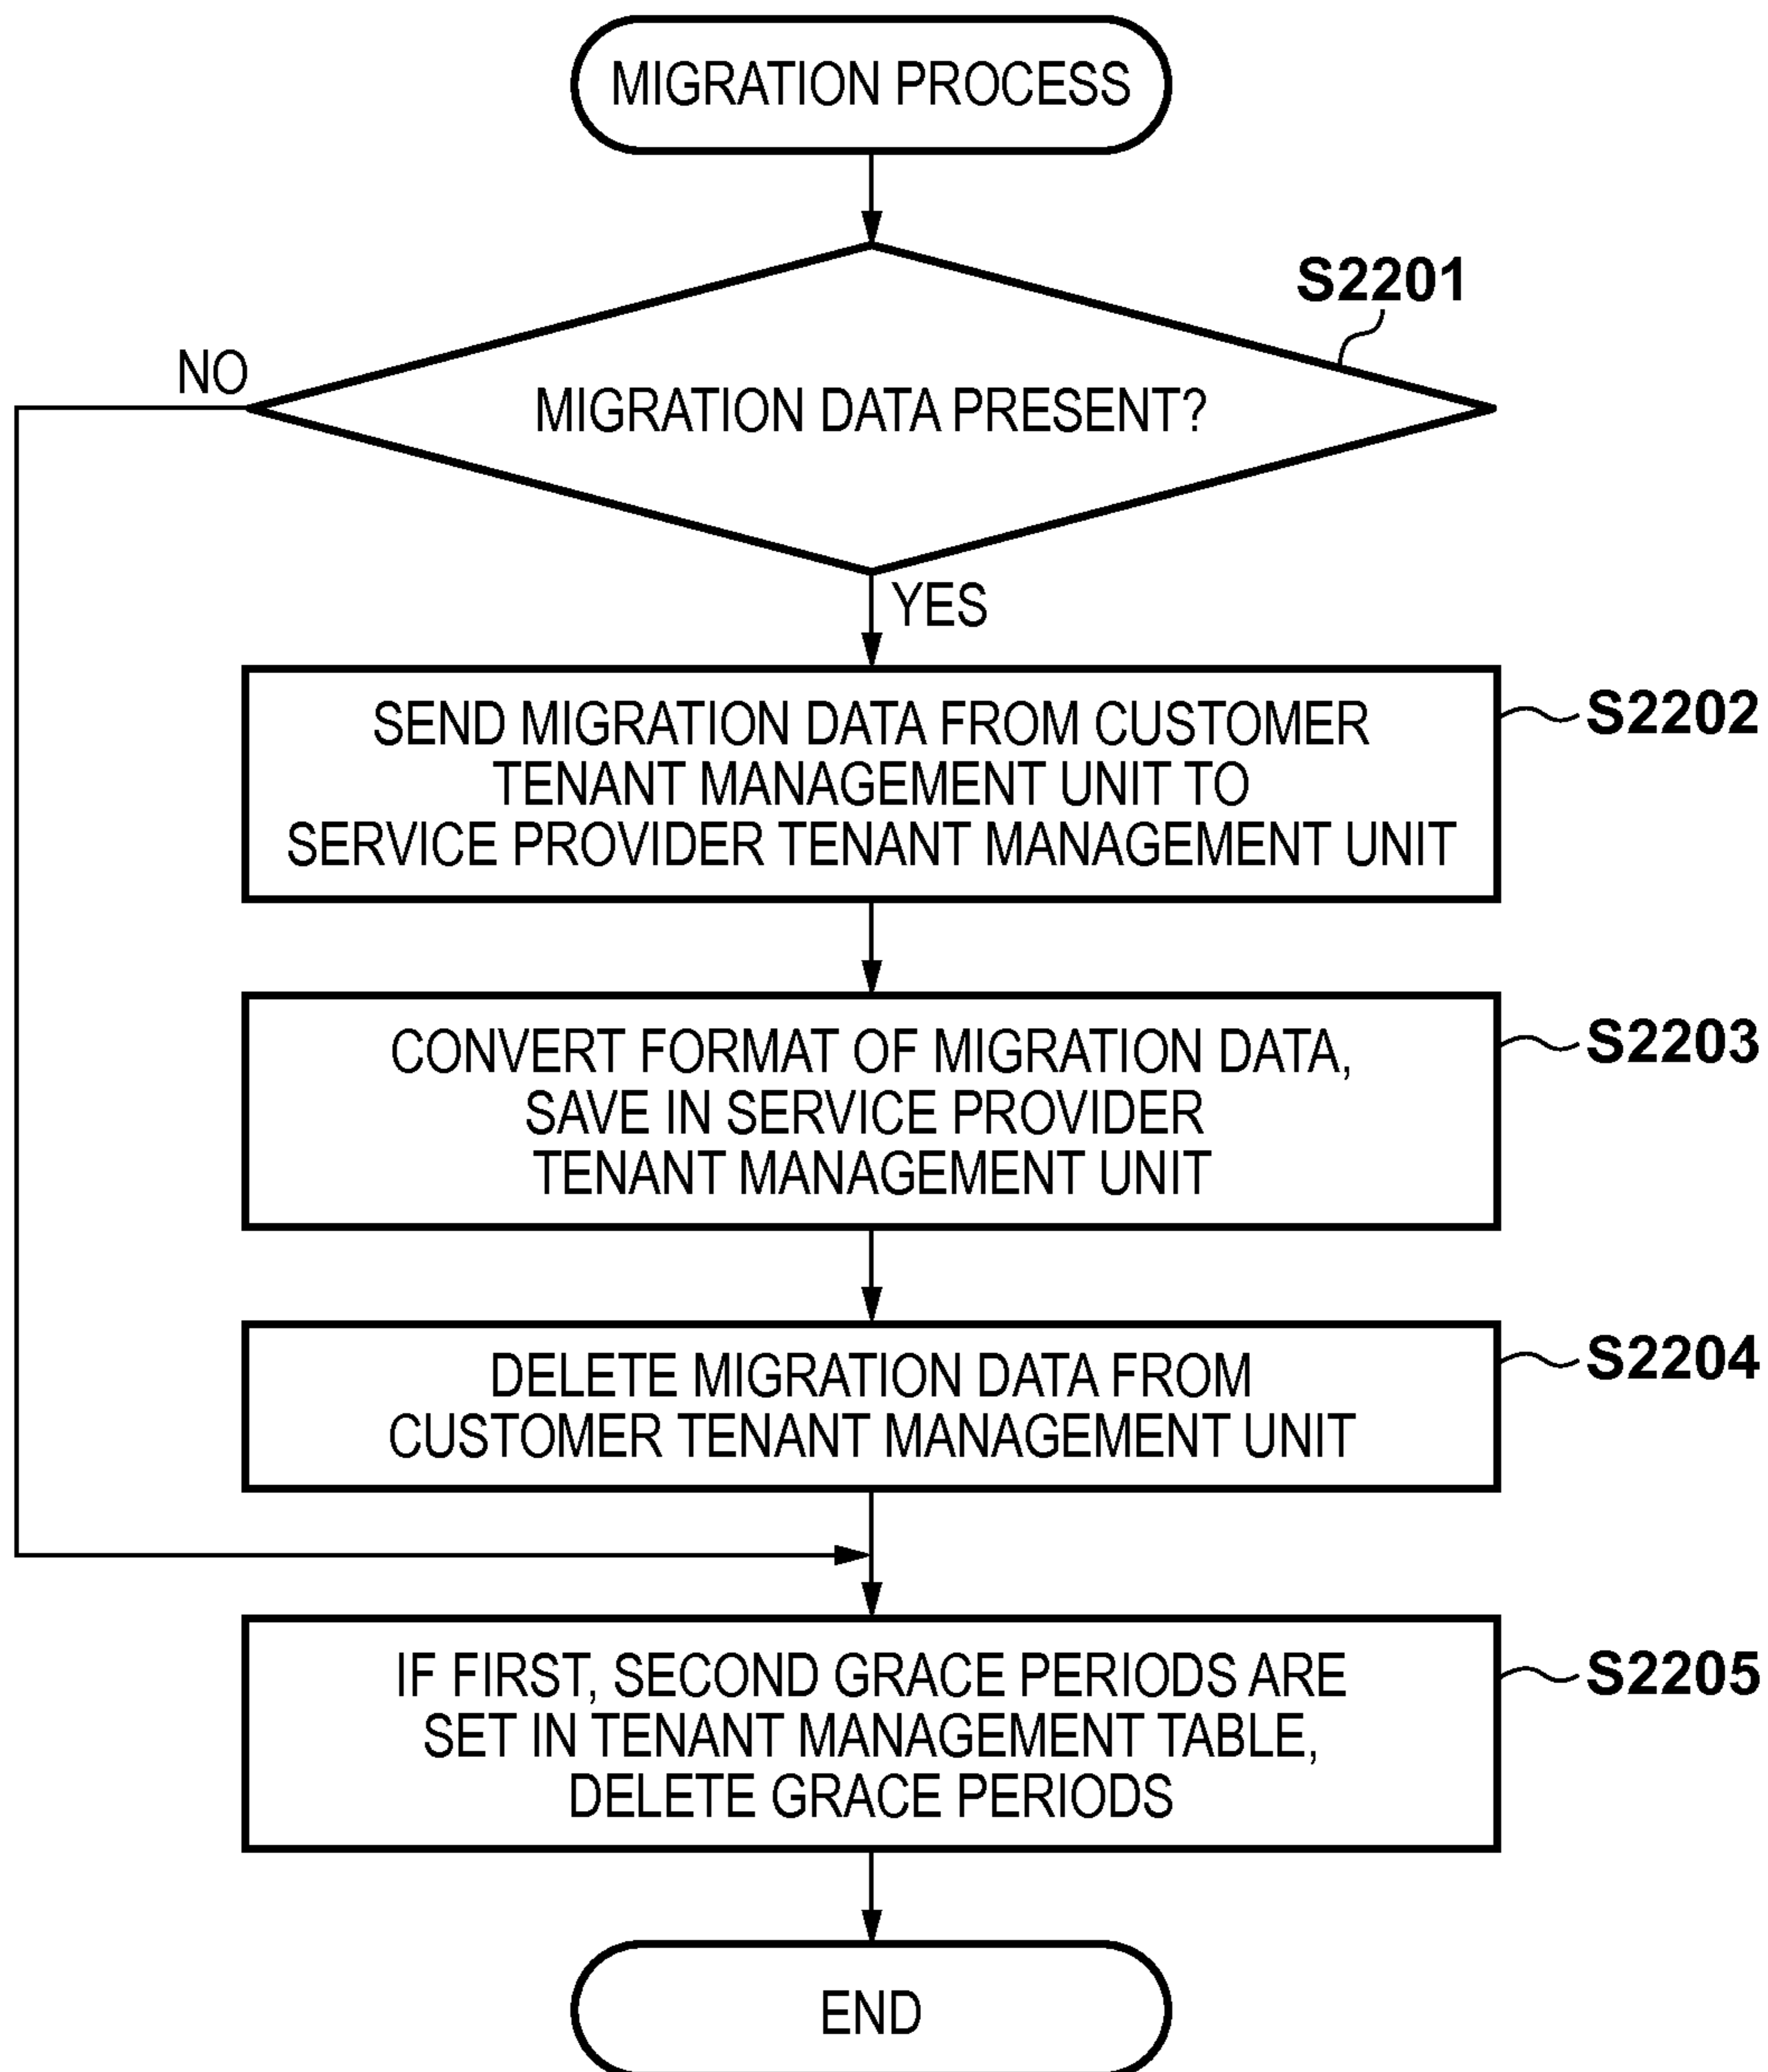 MIGRATION PROCESS
S2201
NO
MIGRATION DATA PRESENT?
YES
SEND MIGRATION DATA FROM CUSTOMER
TENANT MANAGEMENT UNIT TO
SERVICE PROVIDER TENANT MANAGEMENT UNIT
S2202
CONVERT FORMAT OF MIGRATION DATA,
SAVE IN SERVICE PROVIDER
TENANT MANAGEMENT UNIT
S2203
DELETE MIGRATION DATA FROM
CUSTOMER TENANT MANAGEMENT UNIT
S2204
IF FIRST, SECOND GRACE PERIODS ARE
SET IN TENANT MANAGEMENT TABLE,
DELETE GRACE PERIODS
S2205
END